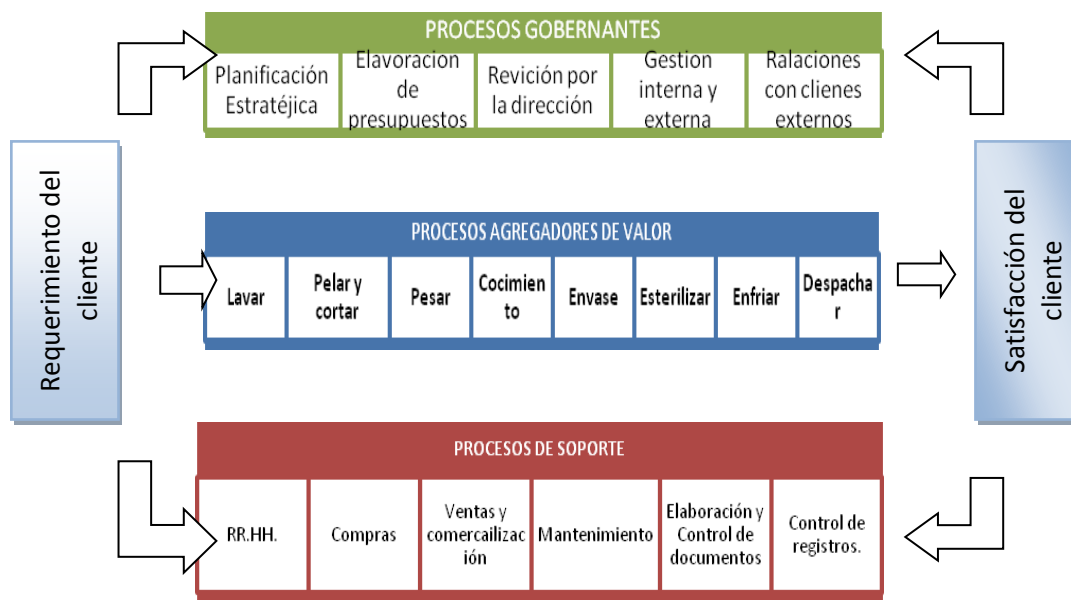 PROCESOS GOBERNANTES
Planificación
Estratéjica
Elavoracion
de
presupuestos
Revición por
la dirección
Gestion
interna y
externa
Ralaciones
con clienes
externos
Requerimiento del
cliente
PROCESOS AGREGADORES DE VALOR
Lavar
Pelar y
cortar
Pesar
Cocimien
to
Envase
Esterilizar
Enfriar
Despacha
r
Satisfacción del
cliente
PROCESOS DE SOPORTE
RR.HH.
Compras
Ventas y
comercailizac
ión
Mantenimiento
Elaboración y
Control de
documentos
Control de
registros.